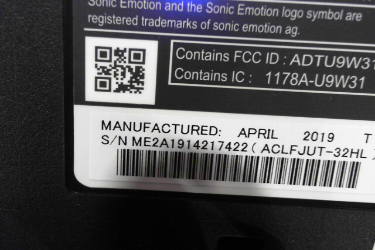 Sonic Emotion and the Sonic Emotion logo symbol are
registered trademarks of sonic emotion ag.
Contains FCC ID : ADTU9W31
Contains IC : 1178A-U9W31
MANUFACTURED: APRIL 2019 T
S/N ME2A1914217422 ( ACLFJUT-32HL )